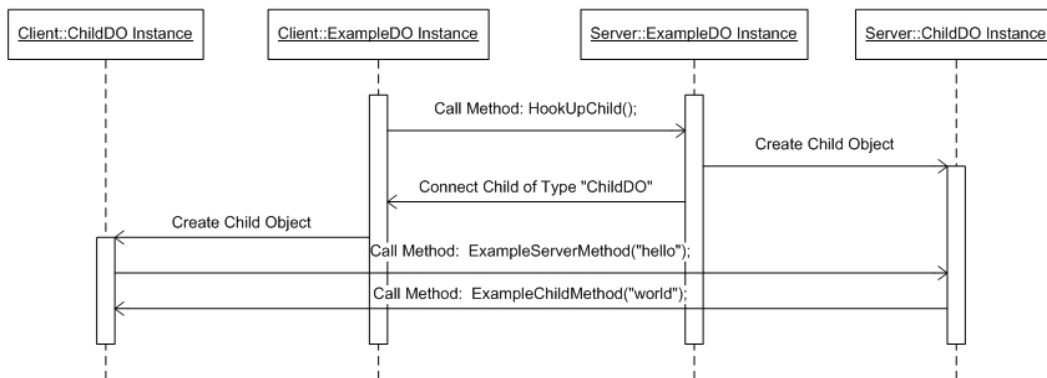 Client::ChildDO Instance
Client::ExampleDO Instance
Server::ExampleDO Instance
Server::ChildDO Instance
Call Method: HookUpChild();
Create Child Object
Connect Child of Type "ChildDO"
Create Child Object
Call Method:  ExampleServerMethod("hello");
Call Method:  ExampleChildMethod("world");